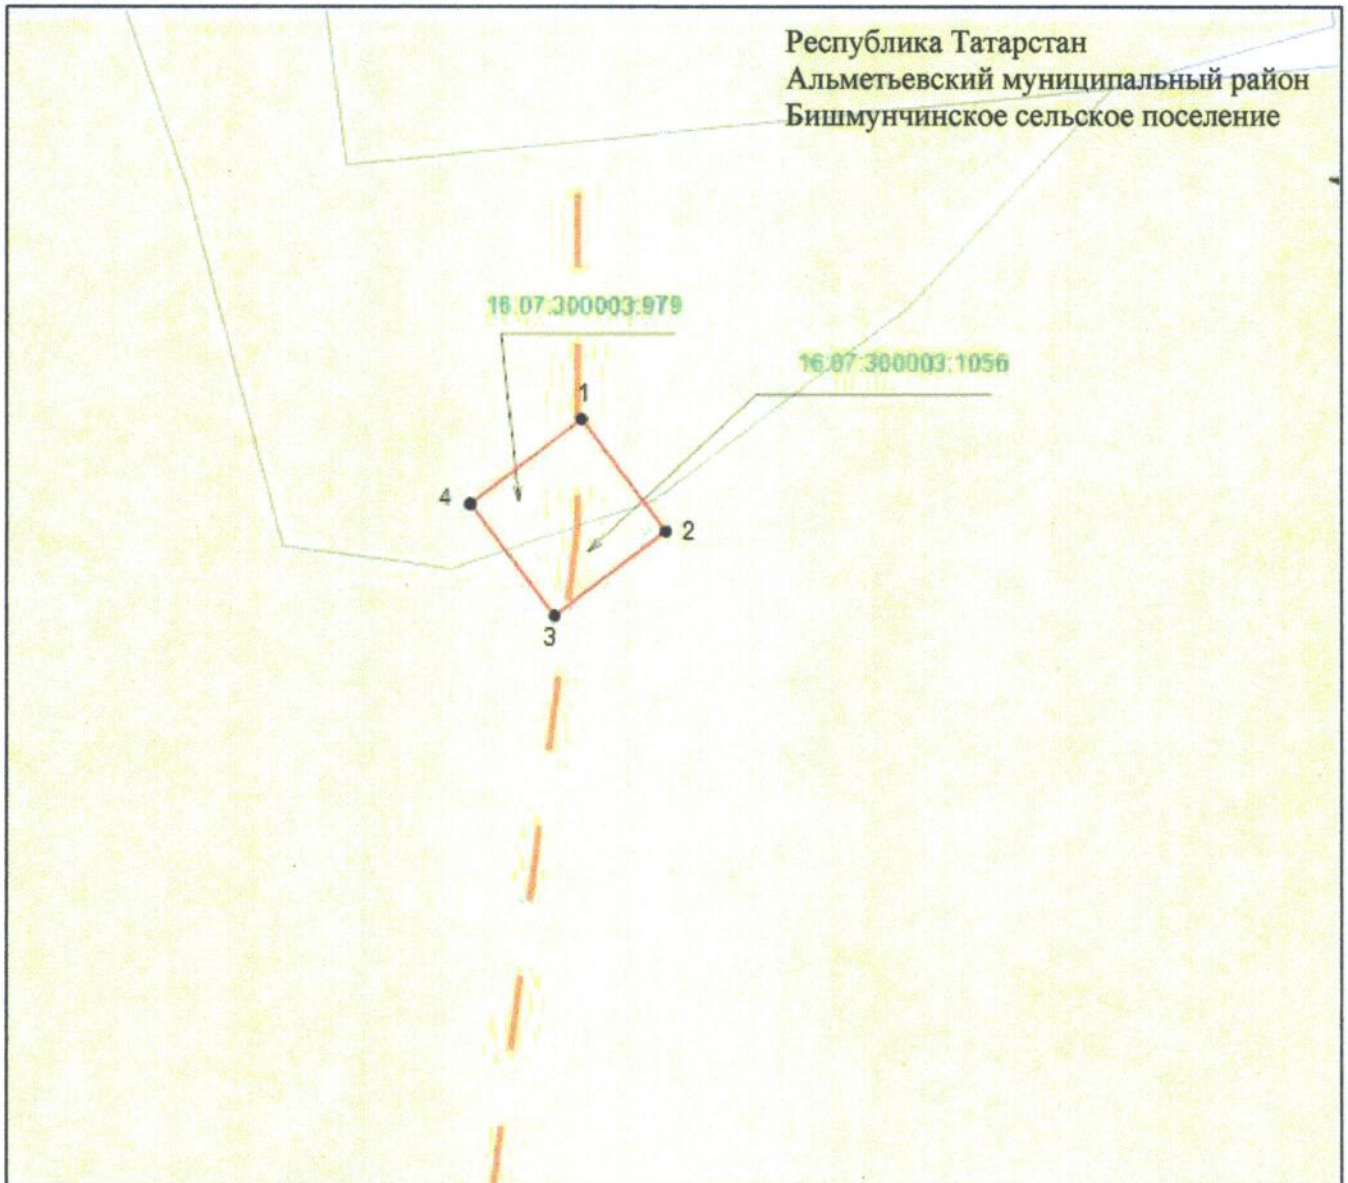 Республика Татарстан
Альметьевский муниципальный район
Бишмунчинское сельское поселение
16:07:300003:979
16:07:300003:1056
1
4
2
3